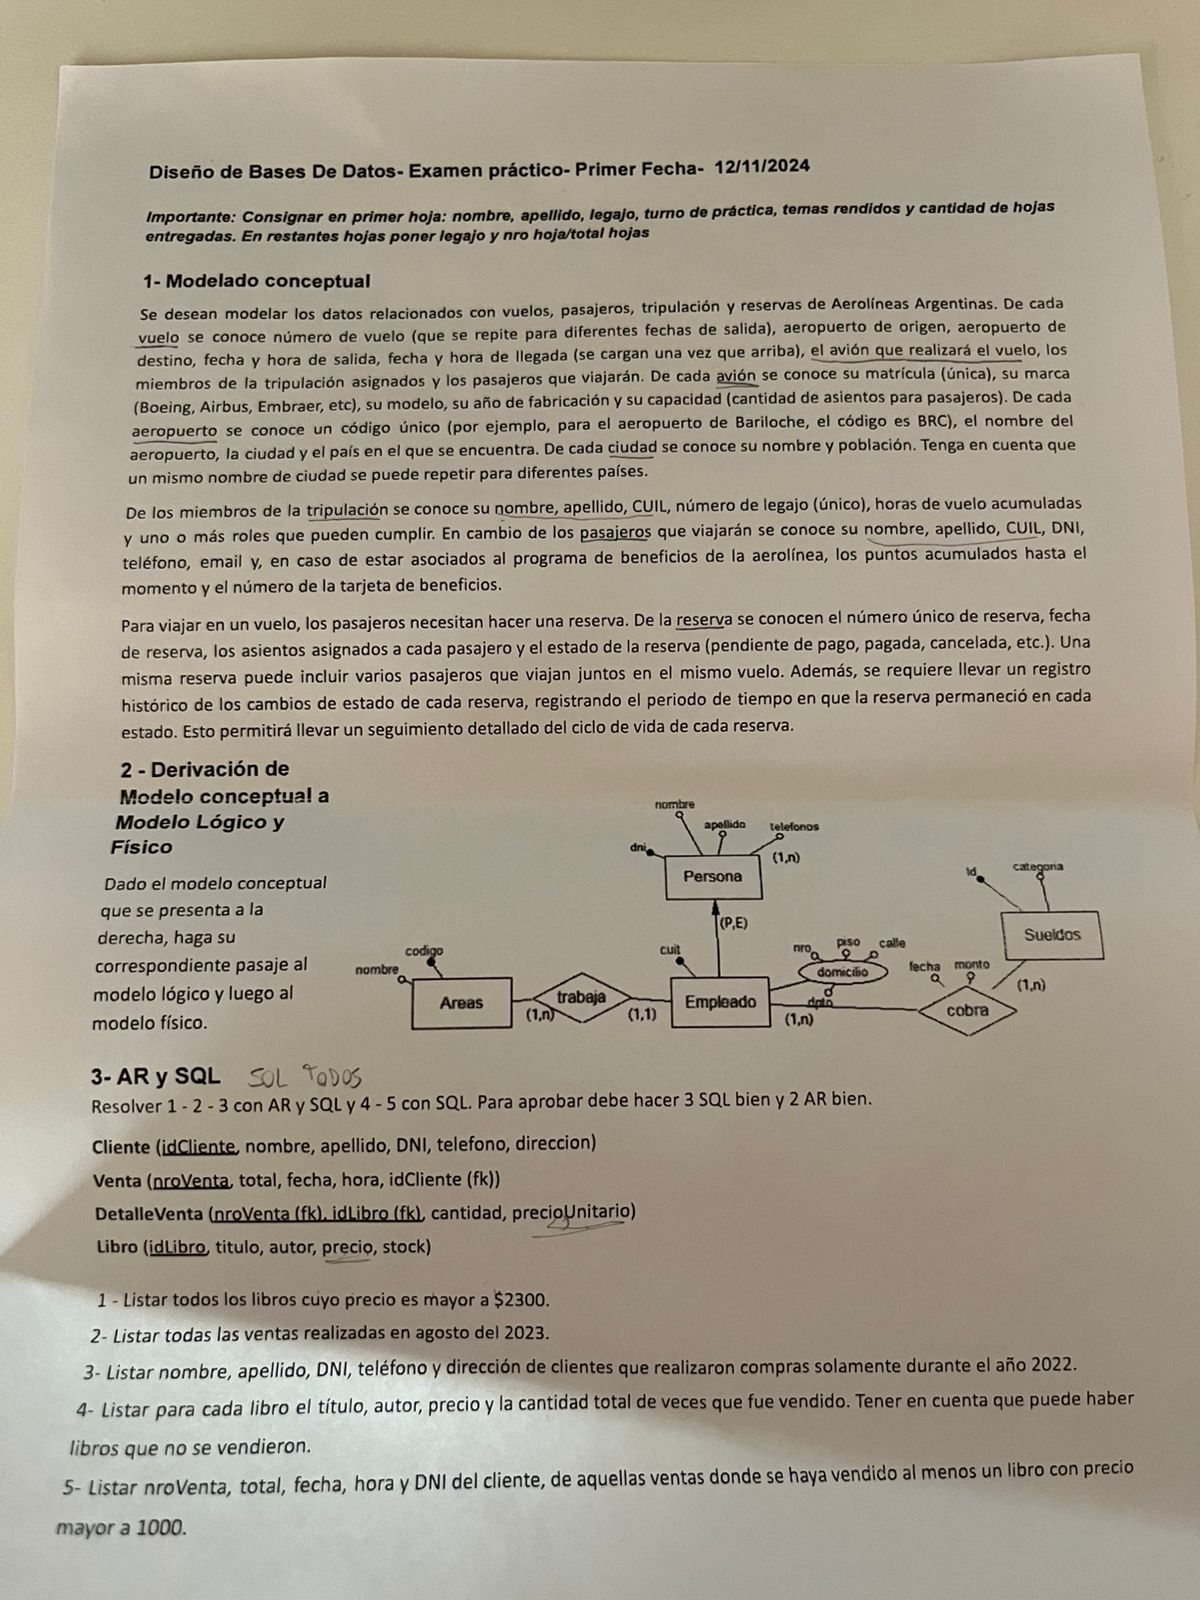 Diseño de Bases De Datos- Examen práctico- Primer Fecha- 12/11/2024
Importante: Consignar en primer hoja: nombre, apellido, legajo, turno de práctica, temas rendidos y cantidad de hojas
entregadas. En restantes hojas poner legajo y nro hoja/total hojas
1- Modelado conceptual
Se desean modelar los datos relacionados con vuelos, pasajeros, tripulación y reservas de Aerolíneas Argentinas. De cada
vuelo se conoce número de vuelo (que se repite para diferentes fechas de salida), aeropuerto de origen, aeropuerto de
destino, fecha y hora de salida, fecha y hora de llegada (se cargan una vez que arriba), el avión que realizará el vuelo, los
miembros de la tripulación asignados y los pasajeros que viajarán. De cada avión se conoce su matrícula (única), su marca
(Boeing, Airbus, Embraer, etc), su modelo, su año de fabricación y su capacidad (cantidad de asientos para pasajeros). De cada
aeropuerto se conoce un código único (por ejemplo, para el aeropuerto de Bariloche, el código es BRC), el nombre del
aeropuerto, la ciudad y el país en el que se encuentra. De cada ciudad se conoce su nombre y población. Tenga en cuenta que
un mismo nombre de ciudad se puede repetir para diferentes países.
De los miembros de la tripulación se conoce su nombre, apellido, CUIL, número de legajo (único), horas de vuelo acumuladas
y uno o más roles que pueden cumplir. En cambio de los pasajeros que viajarán se conoce su nombre, apellido, CUIL, DNI,
teléfono, email y, en caso de estar asociados al programa de beneficios de la aerolínea, los puntos acumulados hasta el
momento y el número de la tarjeta de beneficios.
Para viajar en un vuelo, los pasajeros necesitan hacer una reserva. De la reserva se conocen el número único de reserva, fecha
de reserva, los asientos asignados a cada pasajero y el estado de la reserva (pendiente de pago, pagada, cancelada, etc.). Una
misma reserva puede incluir varios pasajeros que viajan juntos en el mismo vuelo. Además, se requiere llevar un registro
histórico de los cambios de estado de cada reserva, registrando el periodo de tiempo en que la reserva permaneció en cada
estado. Esto permitirá llevar un seguimiento detallado del ciclo de vida de cada reserva.
2 - Derivación de
Modelo conceptual a
Modelo Lógico y
Físico
Dado el modelo conceptual
que se presenta a la
derecha, haga su
correspondiente pasaje al
modelo lógico y luego al
modelo físico.
nombre
apellido
telefonos
dni
(1,n)
Persona
id
categoria
(P,E)
Sueldos
codigo
cuit
nro
piso
calle
nombre
domicilio
fecha
monto
(1,n)
Areas
trabaja
Empleado
dpto
cobra
(1,n)
(1,1)
(1,n)
3- AR y SQL SQL TODOS
Resolver 1 - 2 - 3 con AR y SQL y 4 - 5 con SQL. Para aprobar debe hacer 3 SQL bien y 2 AR bien.
Cliente (idCliente, nombre, apellido, DNI, telefono, direccion)
Venta (nroVenta, total, fecha, hora, idCliente (fk))
DetalleVenta (nroVenta (fk), idLibro (fk), cantidad, precioUnitario)
Libro (idLibro, titulo, autor, precio, stock)
1 - Listar todos los libros cuyo precio es mayor a $2300.
2- Listar todas las ventas realizadas en agosto del 2023.
3- Listar nombre, apellido, DNI, teléfono y dirección de clientes que realizaron compras solamente durante el año 2022.
4- Listar para cada libro el título, autor, precio y la cantidad total de veces que fue vendido. Tener en cuenta que puede haber
libros que no se vendieron.
5- Listar nroVenta, total, fecha, hora y DNI del cliente, de aquellas ventas donde se haya vendido al menos un libro con precio
mayor a 1000.